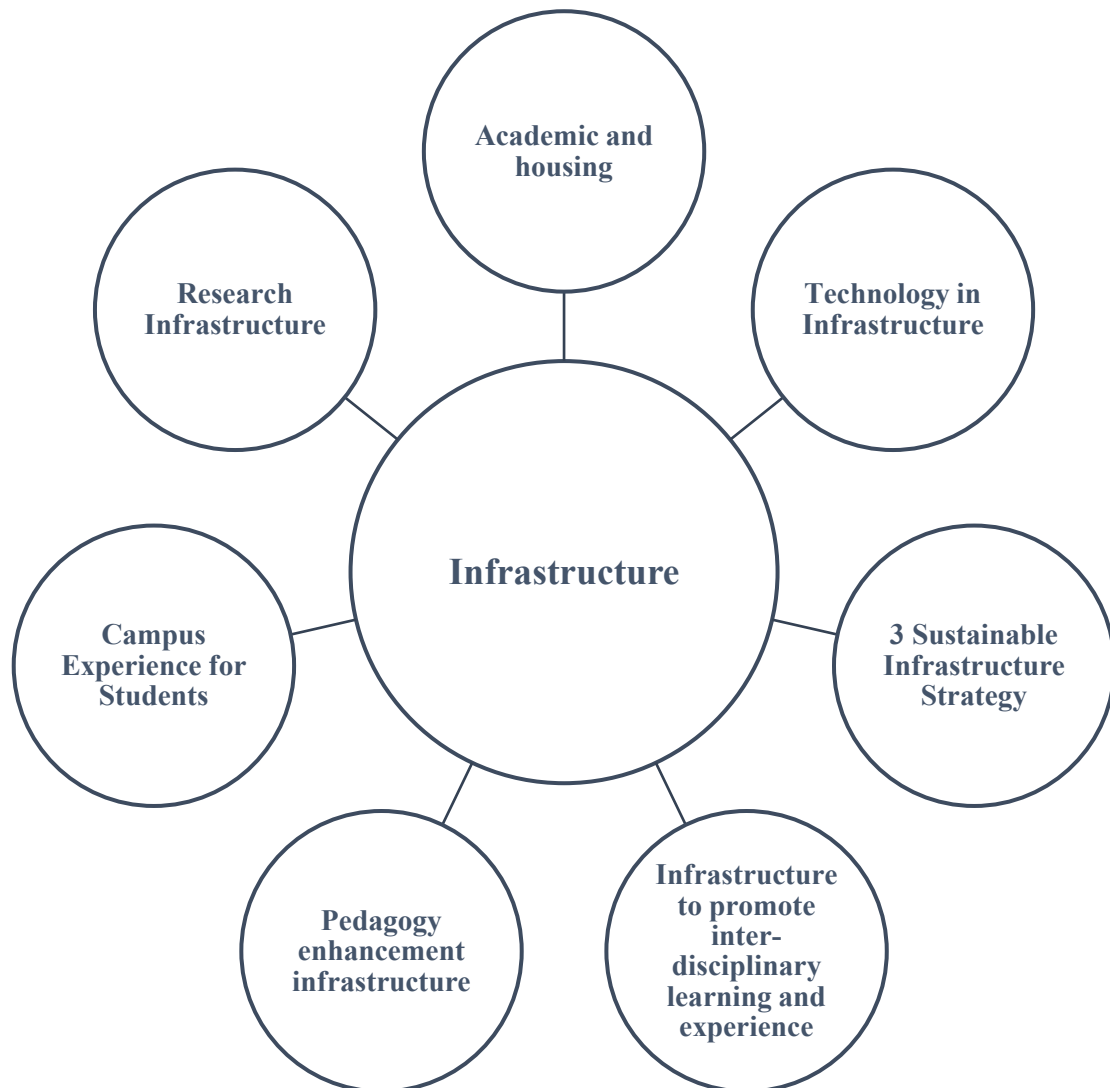 Academic and
housing
Technology in
Infrastructure
3 Sustainable
Infrastructure
Strategy
Infrastructure
to promote
inter-
disciplinary
learning and
experience
Pedagogy
enhancement
infrastructure
Campus
Experience for
Students
Research
Infrastructure
Infrastructure